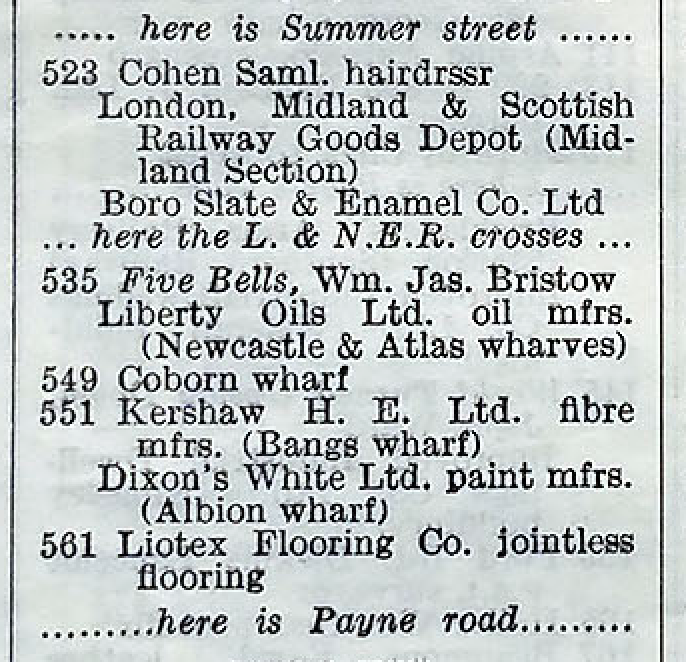 ..... here is Summer street ......
523 Cohen Saml. hairdrssr
London, Midland & Scottish
Railway Goods Depot (Mid-
land Section)
Boro Slate & Enamel Co. Ltd
... here the L. & N.E.R. crosses ...
535 Five Bells, Wm. Jas. Bristow
Liberty Oils Ltd. oil mfrs.
(Newcastle & Atlas wharves)
549 Coborn wharf
551 Kershaw H. E. Ltd. fibre
mfrs. (Bangs wharf)
Dixon's White Ltd. paint mfrs.
(Albion wharf)
561 Liotex Flooring Co. jointless
flooring
.........here is Payne road.........